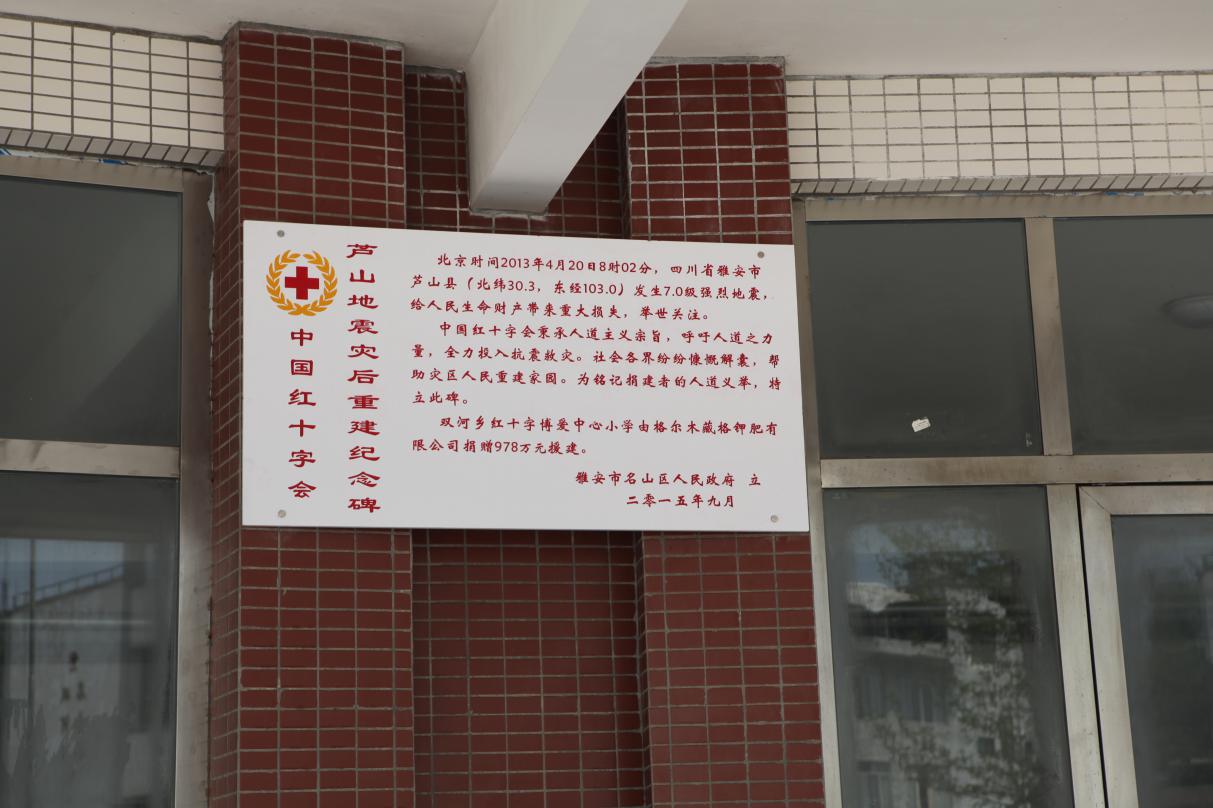 中国红十字会
芦山地震灾后重建纪念碑
北京时间2013年4月20日8时02分，四川省雅安市
芦山县（北纬30.3，东经103.0）发生7.0级强烈地震，
给人民生命财产带来重大损失，举世关注。
中国红十字会秉承人道主义宗旨，呼吁人道之力
量，全力投入抗震救灾。社会各界纷纷慷慨解囊，帮
助灾区人民重建家园。为铭记捐建者的人道义举，特
立此碑。
双河乡红十字博爱中心小学由格尔木藏格钾肥有
限公司捐赠978万元援建。
雅安市名山区人民政府 立
二零一五年九月